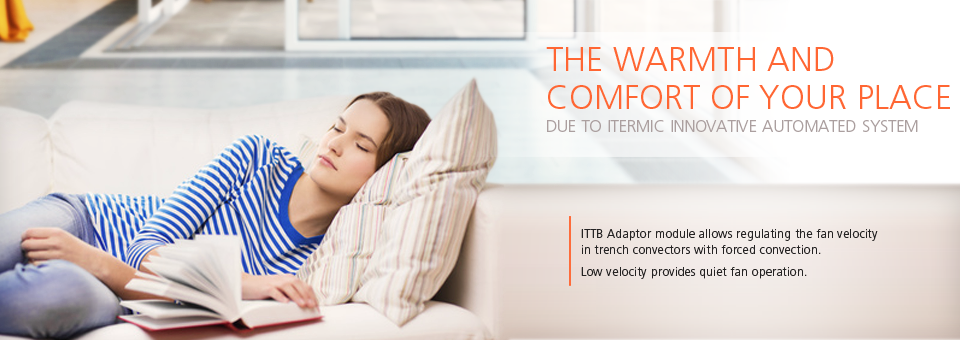 THE WARMTH AND
COMFORT OF YOUR PLACE
DUE TO ITERMIC INNOVATIVE AUTOMATED SYSTEM
ITTB Adaptor module allows regulating the fan velocity
in trench convectors with forced convection.
Low velocity provides quiet fan operation.